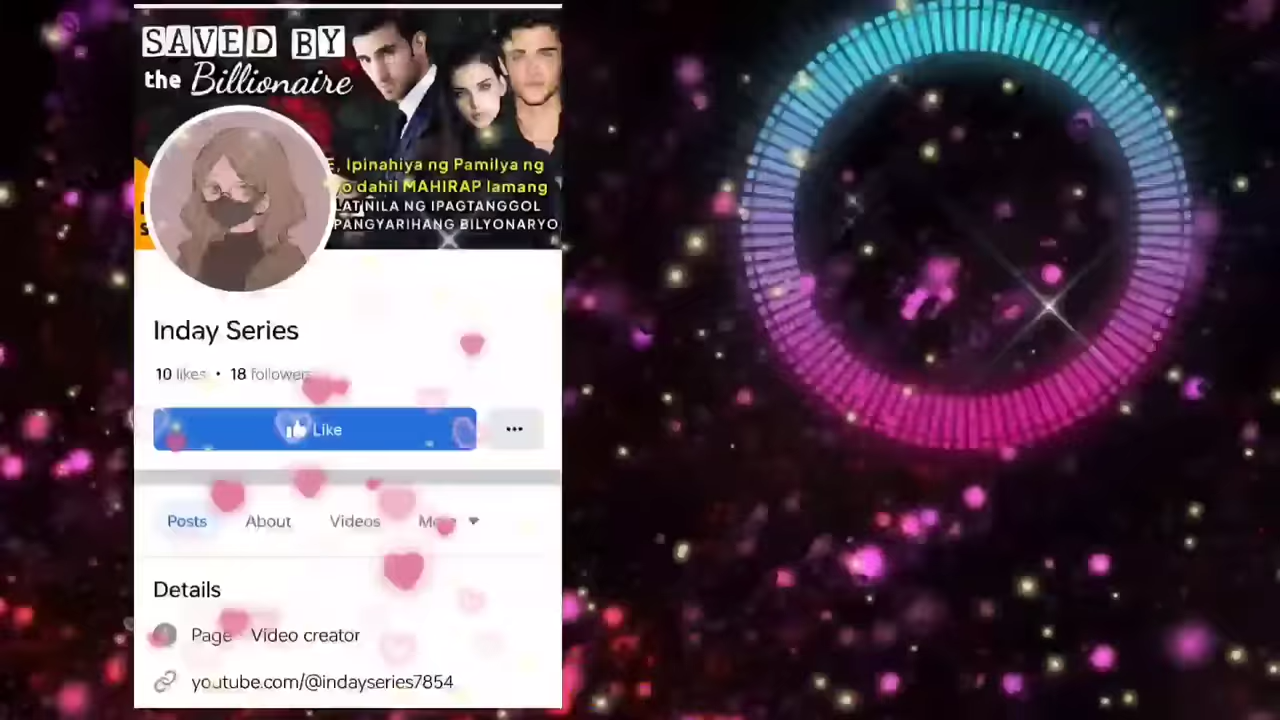 SAVED BY
the Billionaire
, Ipinahiya ng Pamilya ng
dahil MAHIRAP lamang
NILA NG IPAGTANGGOL
PANGYARIHANG BILYONARYO
Inday Series
10 likes • 18 followers
Like
Posts About Videos More
Details
Page Video creator
youtube.com/@indayseries7854